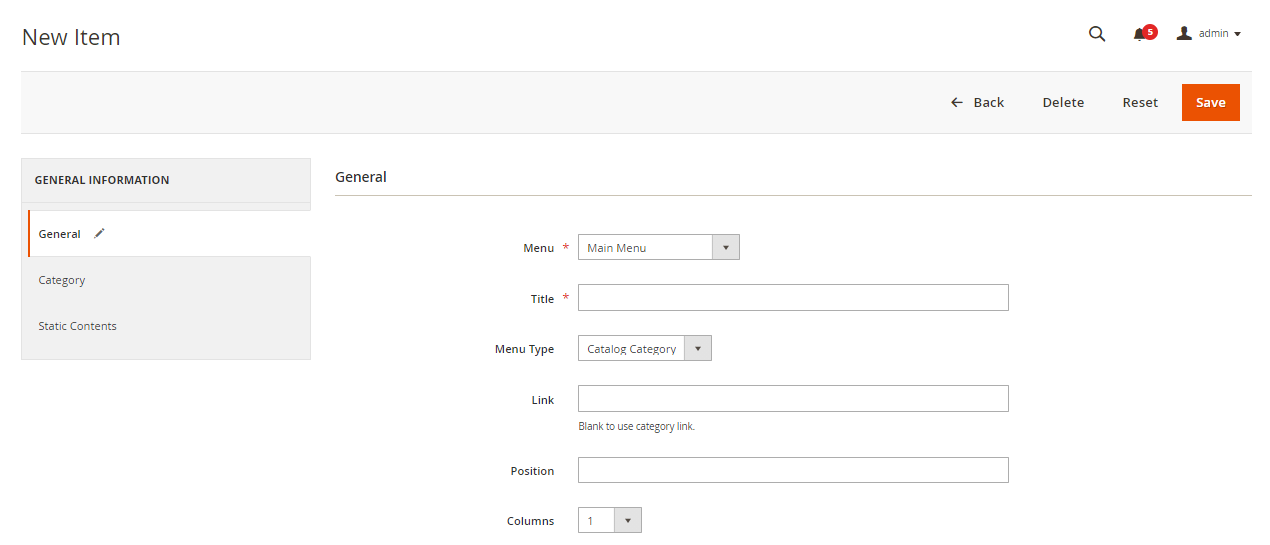 New Item
5
admin
Back
Delete
Reset
Save
GENERAL INFORMATION
General
Category
Static Contents
General
Menu *
Main Menu
Title *
Menu Type
Catalog Category
Link
Blank to use category link.
Position
Columns
1